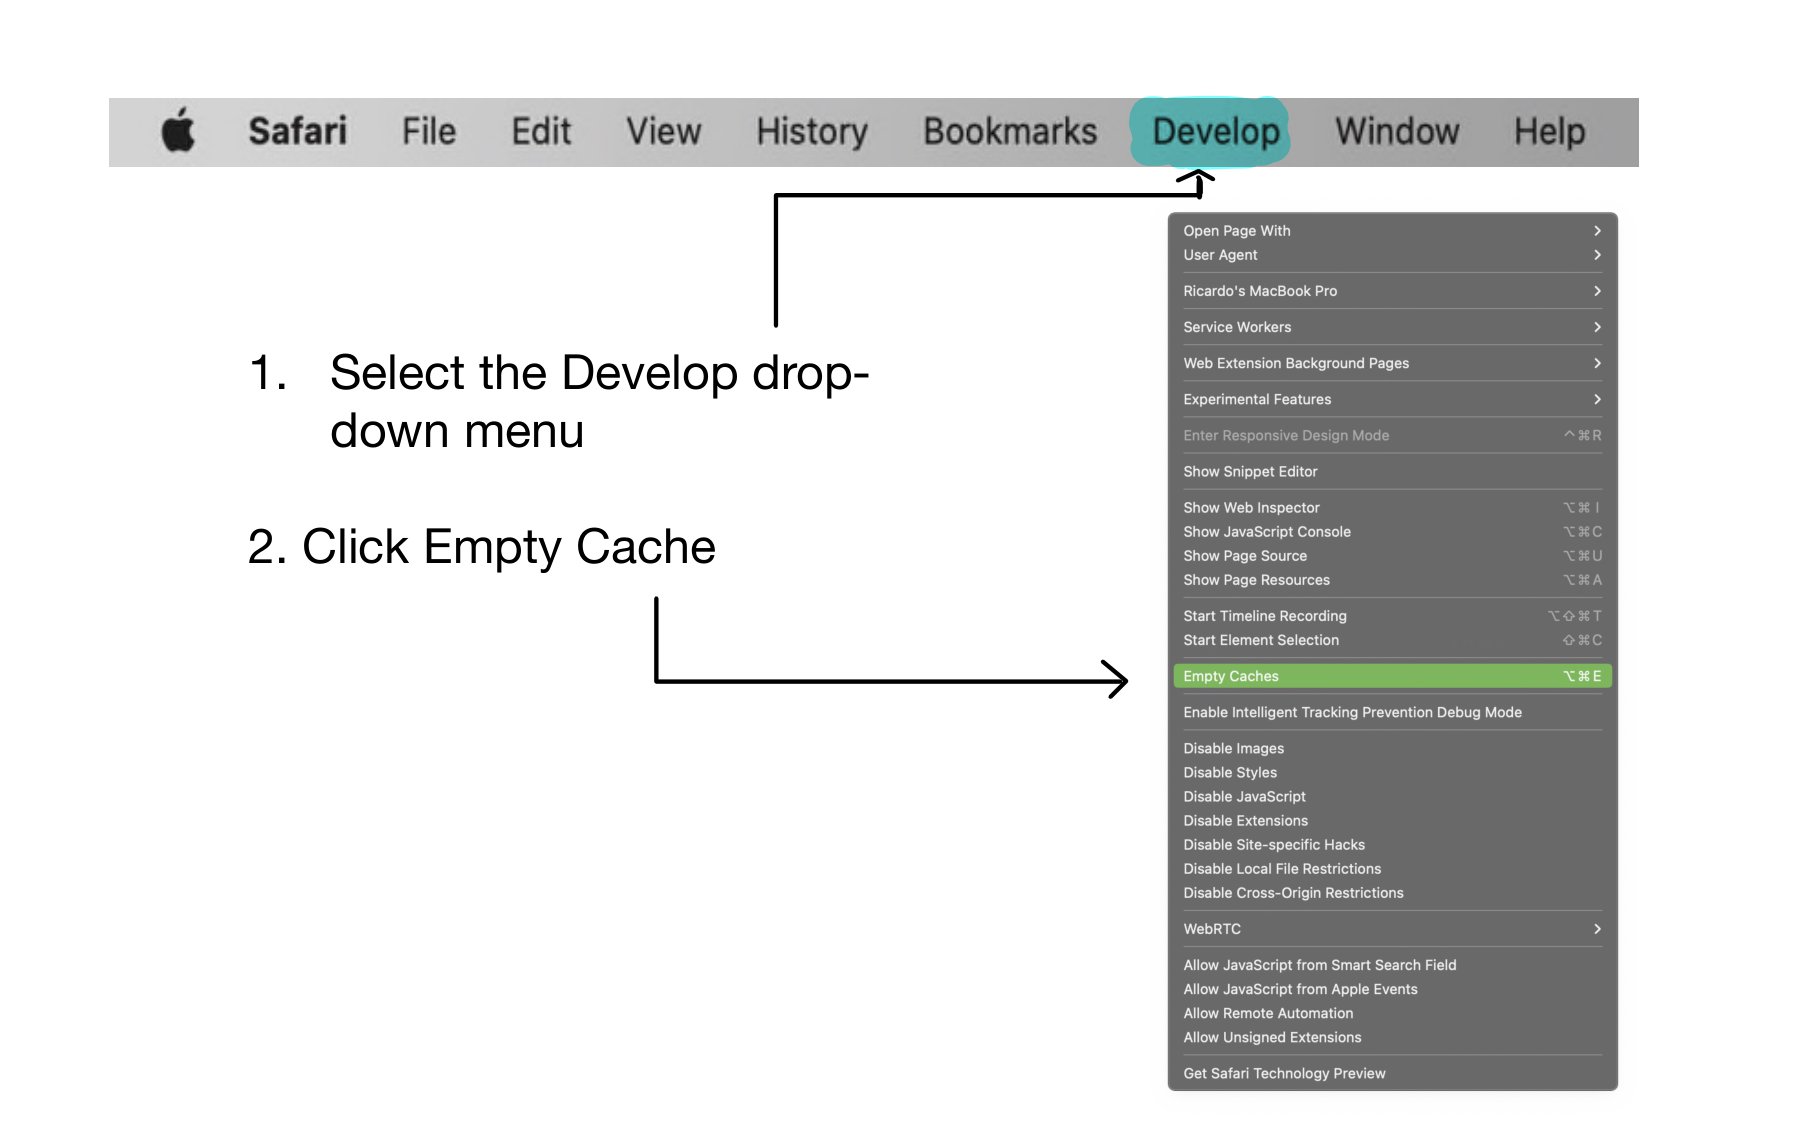 Safari File Edit View History Bookmarks Develop Window Help
1. Select the Develop drop-
down menu
2. Click Empty Cache
Open Page With
User Agent
Ricardo's MacBook Pro
Service Workers
Web Extension Background Pages
Experimental Features
Enter Responsive Design Mode ^⌘R
Show Snippet Editor
Show Web Inspector ⌥⌘I
Show JavaScript Console ⌥⌘C
Show Page Source ⌥⌘U
Show Page Resources ⌥⌘A
Start Timeline Recording ⌥⇧⌘T
Start Element Selection ⇧⌘C
Empty Caches ⌥⌘E
Enable Intelligent Tracking Prevention Debug Mode
Disable Images
Disable Styles
Disable JavaScript
Disable Extensions
Disable Site-specific Hacks
Disable Local File Restrictions
Disable Cross-Origin Restrictions
WebRTC
Allow JavaScript from Smart Search Field
Allow JavaScript from Apple Events
Allow Remote Automation
Allow Unsigned Extensions
Get Safari Technology Preview